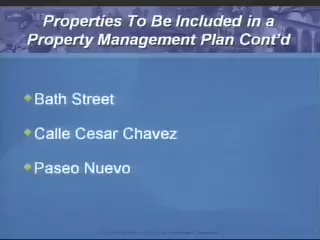 Properties To Be Included in a
Property Management Plan Cont'd
Bath Street
Calle Cesar Chavez
Paseo Nuevo